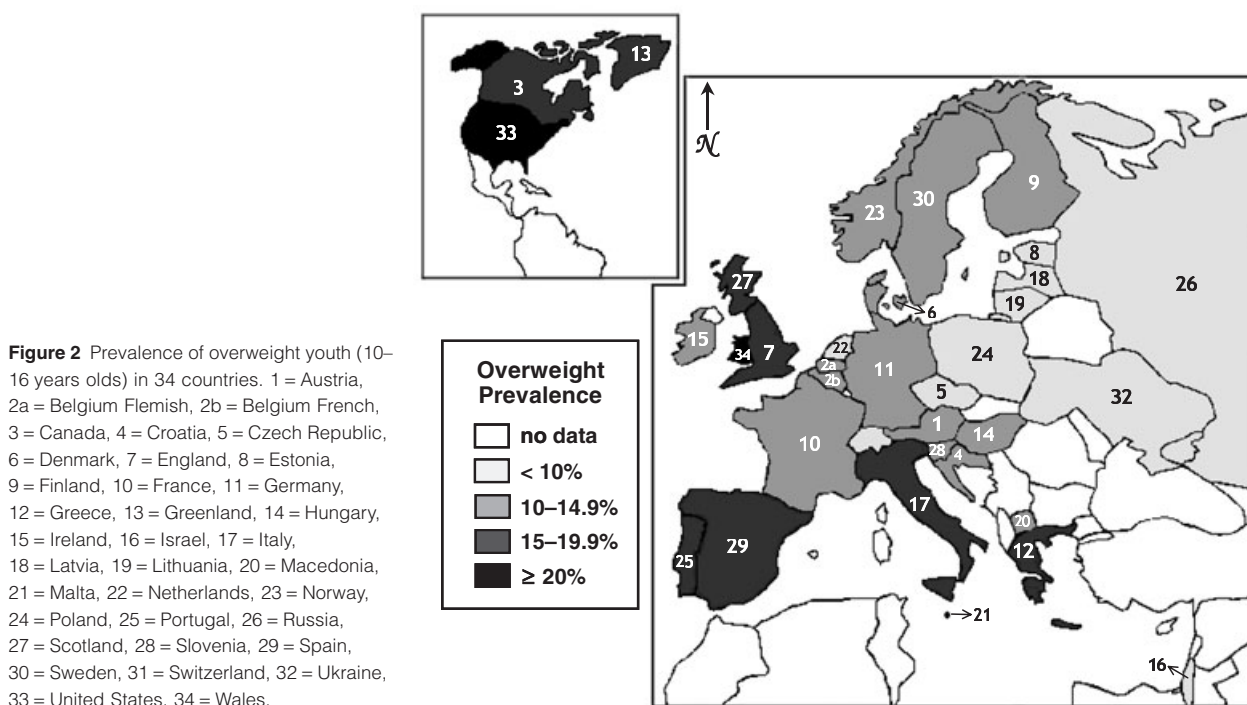 13
3
33
N
Figure 2 Prevalence of overweight youth (10–
16 years olds) in 34 countries. 1 = Austria,
2a = Belgium Flemish, 2b = Belgium French,
3 = Canada, 4 = Croatia, 5 = Czech Republic,
6 = Denmark, 7 = England, 8 = Estonia,
9 = Finland, 10 = France, 11 = Germany,
12 = Greece, 13 = Greenland, 14 = Hungary,
15 = Ireland, 16 = Israel, 17 = Italy,
18 = Latvia, 19 = Lithuania, 20 = Macedonia,
21 = Malta, 22 = Netherlands, 23 = Norway,
24 = Poland, 25 = Portugal, 26 = Russia,
27 = Scotland, 28 = Slovenia, 29 = Spain,
30 = Sweden, 31 = Switzerland, 32 = Ukraine,
33 = United States, 34 = Wales.
Overweight
Prevalence
no data
< 10%
10–14.9%
15–19.9%
≥ 20%
9
30
23
8
18
26
27
19
6
15
34
7
22
24
2a
11
2b
5
32
1
14
10
28
4
17
20
29
12
25
21
16